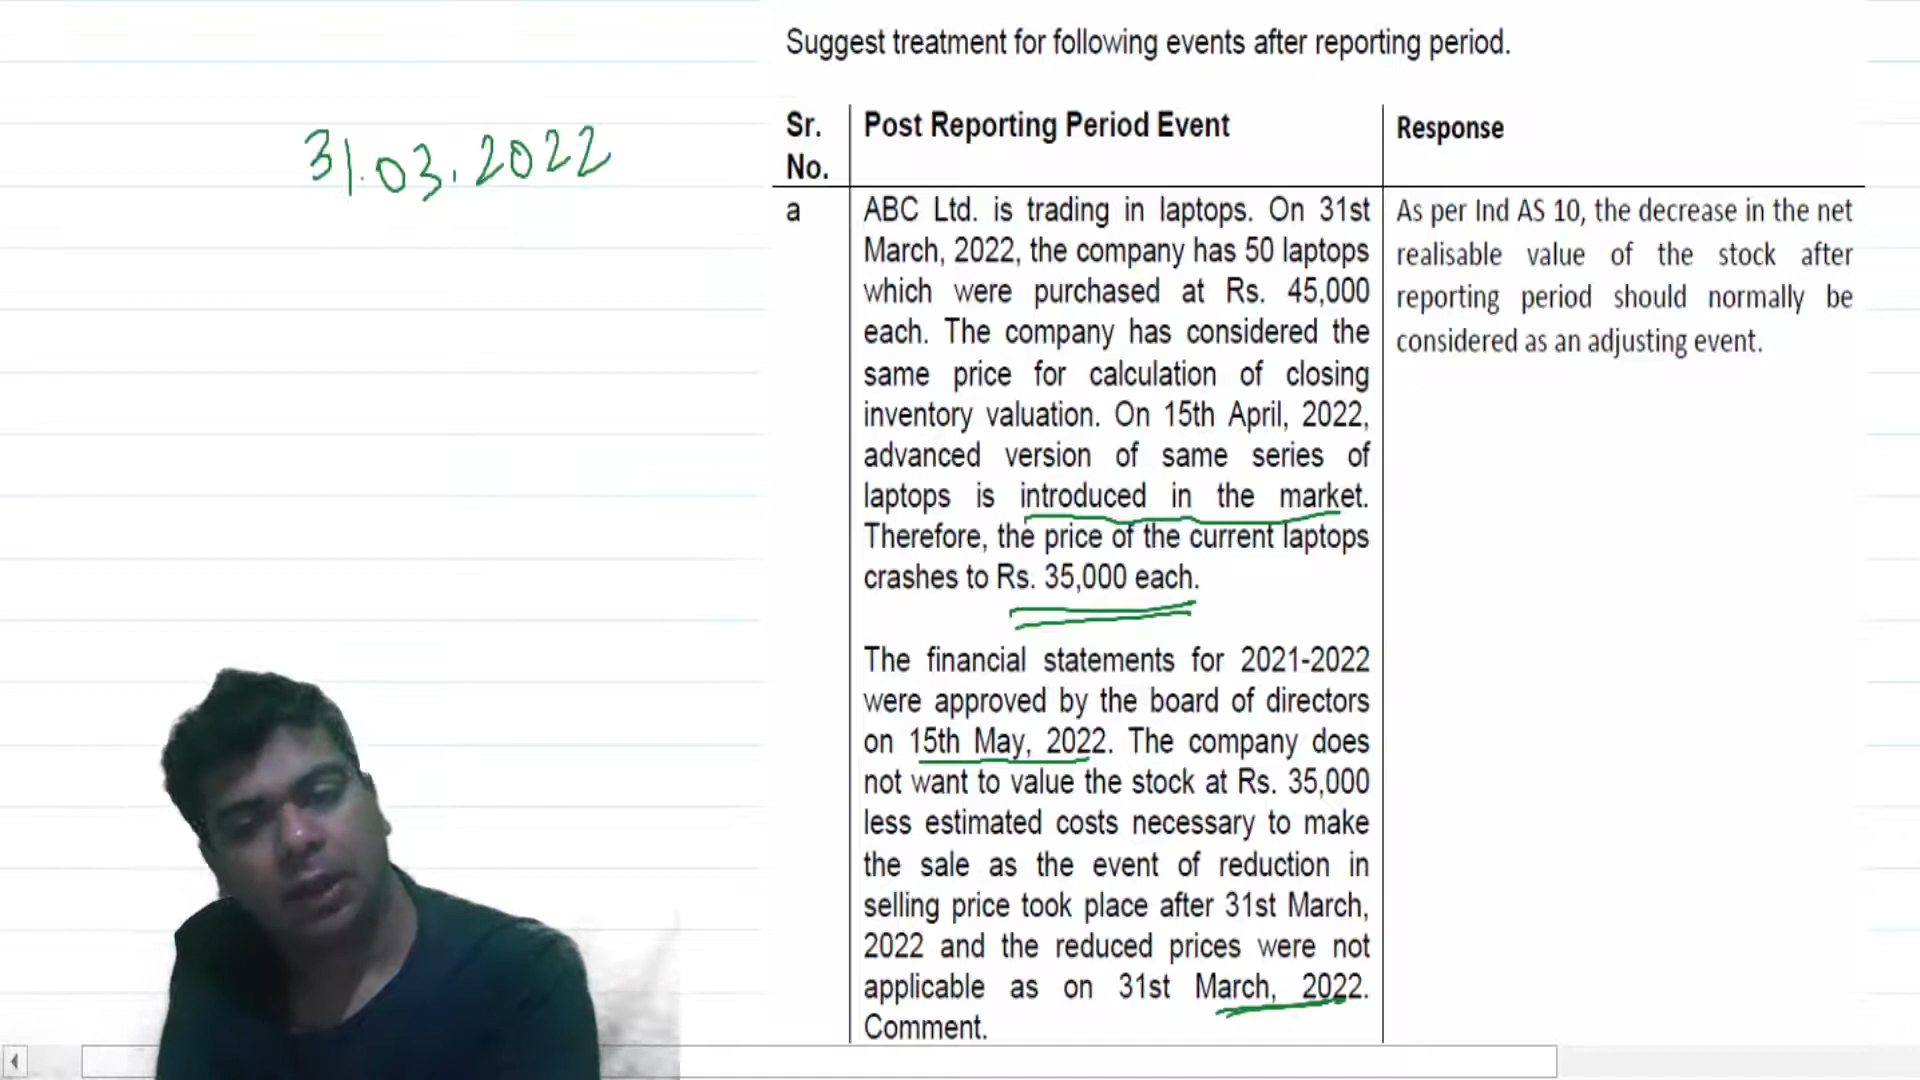 Suggest treatment for following events after reporting period.
31.03.2022
Sr. No.
Post Reporting Period Event
Response
a
ABC Ltd. is trading in laptops. On 31st
March, 2022, the company has 50 laptops
which were purchased at Rs. 45,000
each. The company has considered the
same price for calculation of closing
inventory valuation. On 15th April, 2022,
advanced version of same series of
laptops is introduced in the market.
Therefore, the price of the current laptops
crashes to Rs. 35,000 each.
The financial statements for 2021-2022
were approved by the board of directors
on 15th May, 2022. The company does
not want to value the stock at Rs. 35,000
less estimated costs necessary to make
the sale as the event of reduction in
selling price took place after 31st March,
2022 and the reduced prices were not
applicable as on 31st March, 2022.
Comment.
As per Ind AS 10, the decrease in the net
realisable value of the stock after
reporting period should normally be
considered as an adjusting event.